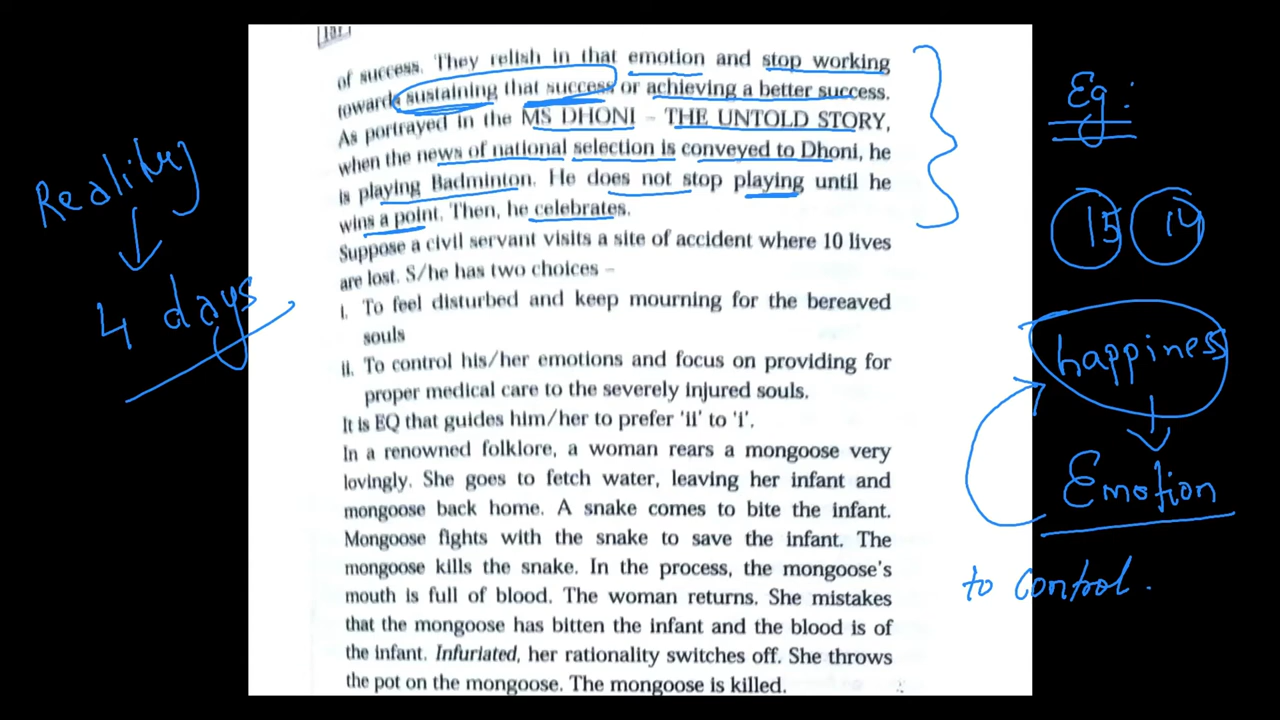 of success. They relish in that emotion and stop working
towards sustaining that success or achieving a better success.
As portrayed in the MS DHONI – THE UNTOLD STORY,
when the news of national selection is conveyed to Dhoni, he
is playing Badminton. He does not stop playing until he
wins a point. Then, he celebrates.
Suppose a civil servant visits a site of accident where 10 lives
are lost. S/he has two choices –
i. To feel disturbed and keep mourning for the bereaved
souls
ii. To control his/her emotions and focus on providing for
proper medical care to the severely injured souls.
It is EQ that guides him/her to prefer 'ii' to 'i'.
In a renowned folklore, a woman rears a mongoose very
lovingly. She goes to fetch water, leaving her infant and
mongoose back home. A snake comes to bite the infant.
Mongoose fights with the snake to save the infant. The
mongoose kills the snake. In the process, the mongoose's
mouth is full of blood. The woman returns. She mistakes
that the mongoose has bitten the infant and the blood is of
the infant. Infuriated, her rationality switches off. She throws
the pot on the mongoose. The mongoose is killed.
Reality
4 days
Eg:
15 14
happiness
Emotion
to control.